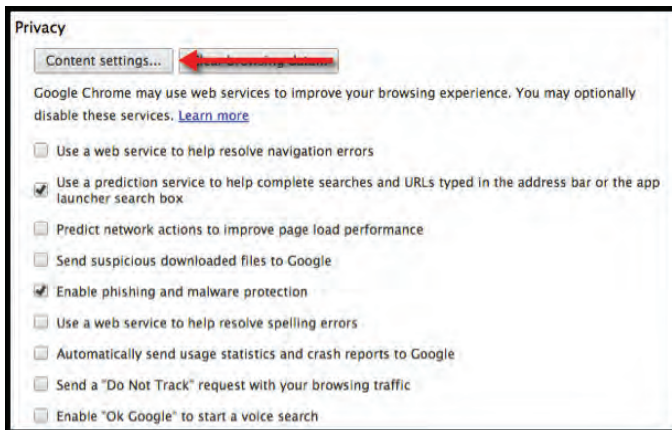 Privacy
Content settings... Clear browsing data...
Google Chrome may use web services to improve your browsing experience. You may optionally
disable these services. Learn more
Use a web service to help resolve navigation errors
Use a prediction service to help complete searches and URLs typed in the address bar or the app
launcher search box
Predict network actions to improve page load performance
Send suspicious downloaded files to Google
Enable phishing and malware protection
Use a web service to help resolve spelling errors
Automatically send usage statistics and crash reports to Google
Send a "Do Not Track" request with your browsing traffic
Enable "Ok Google" to start a voice search